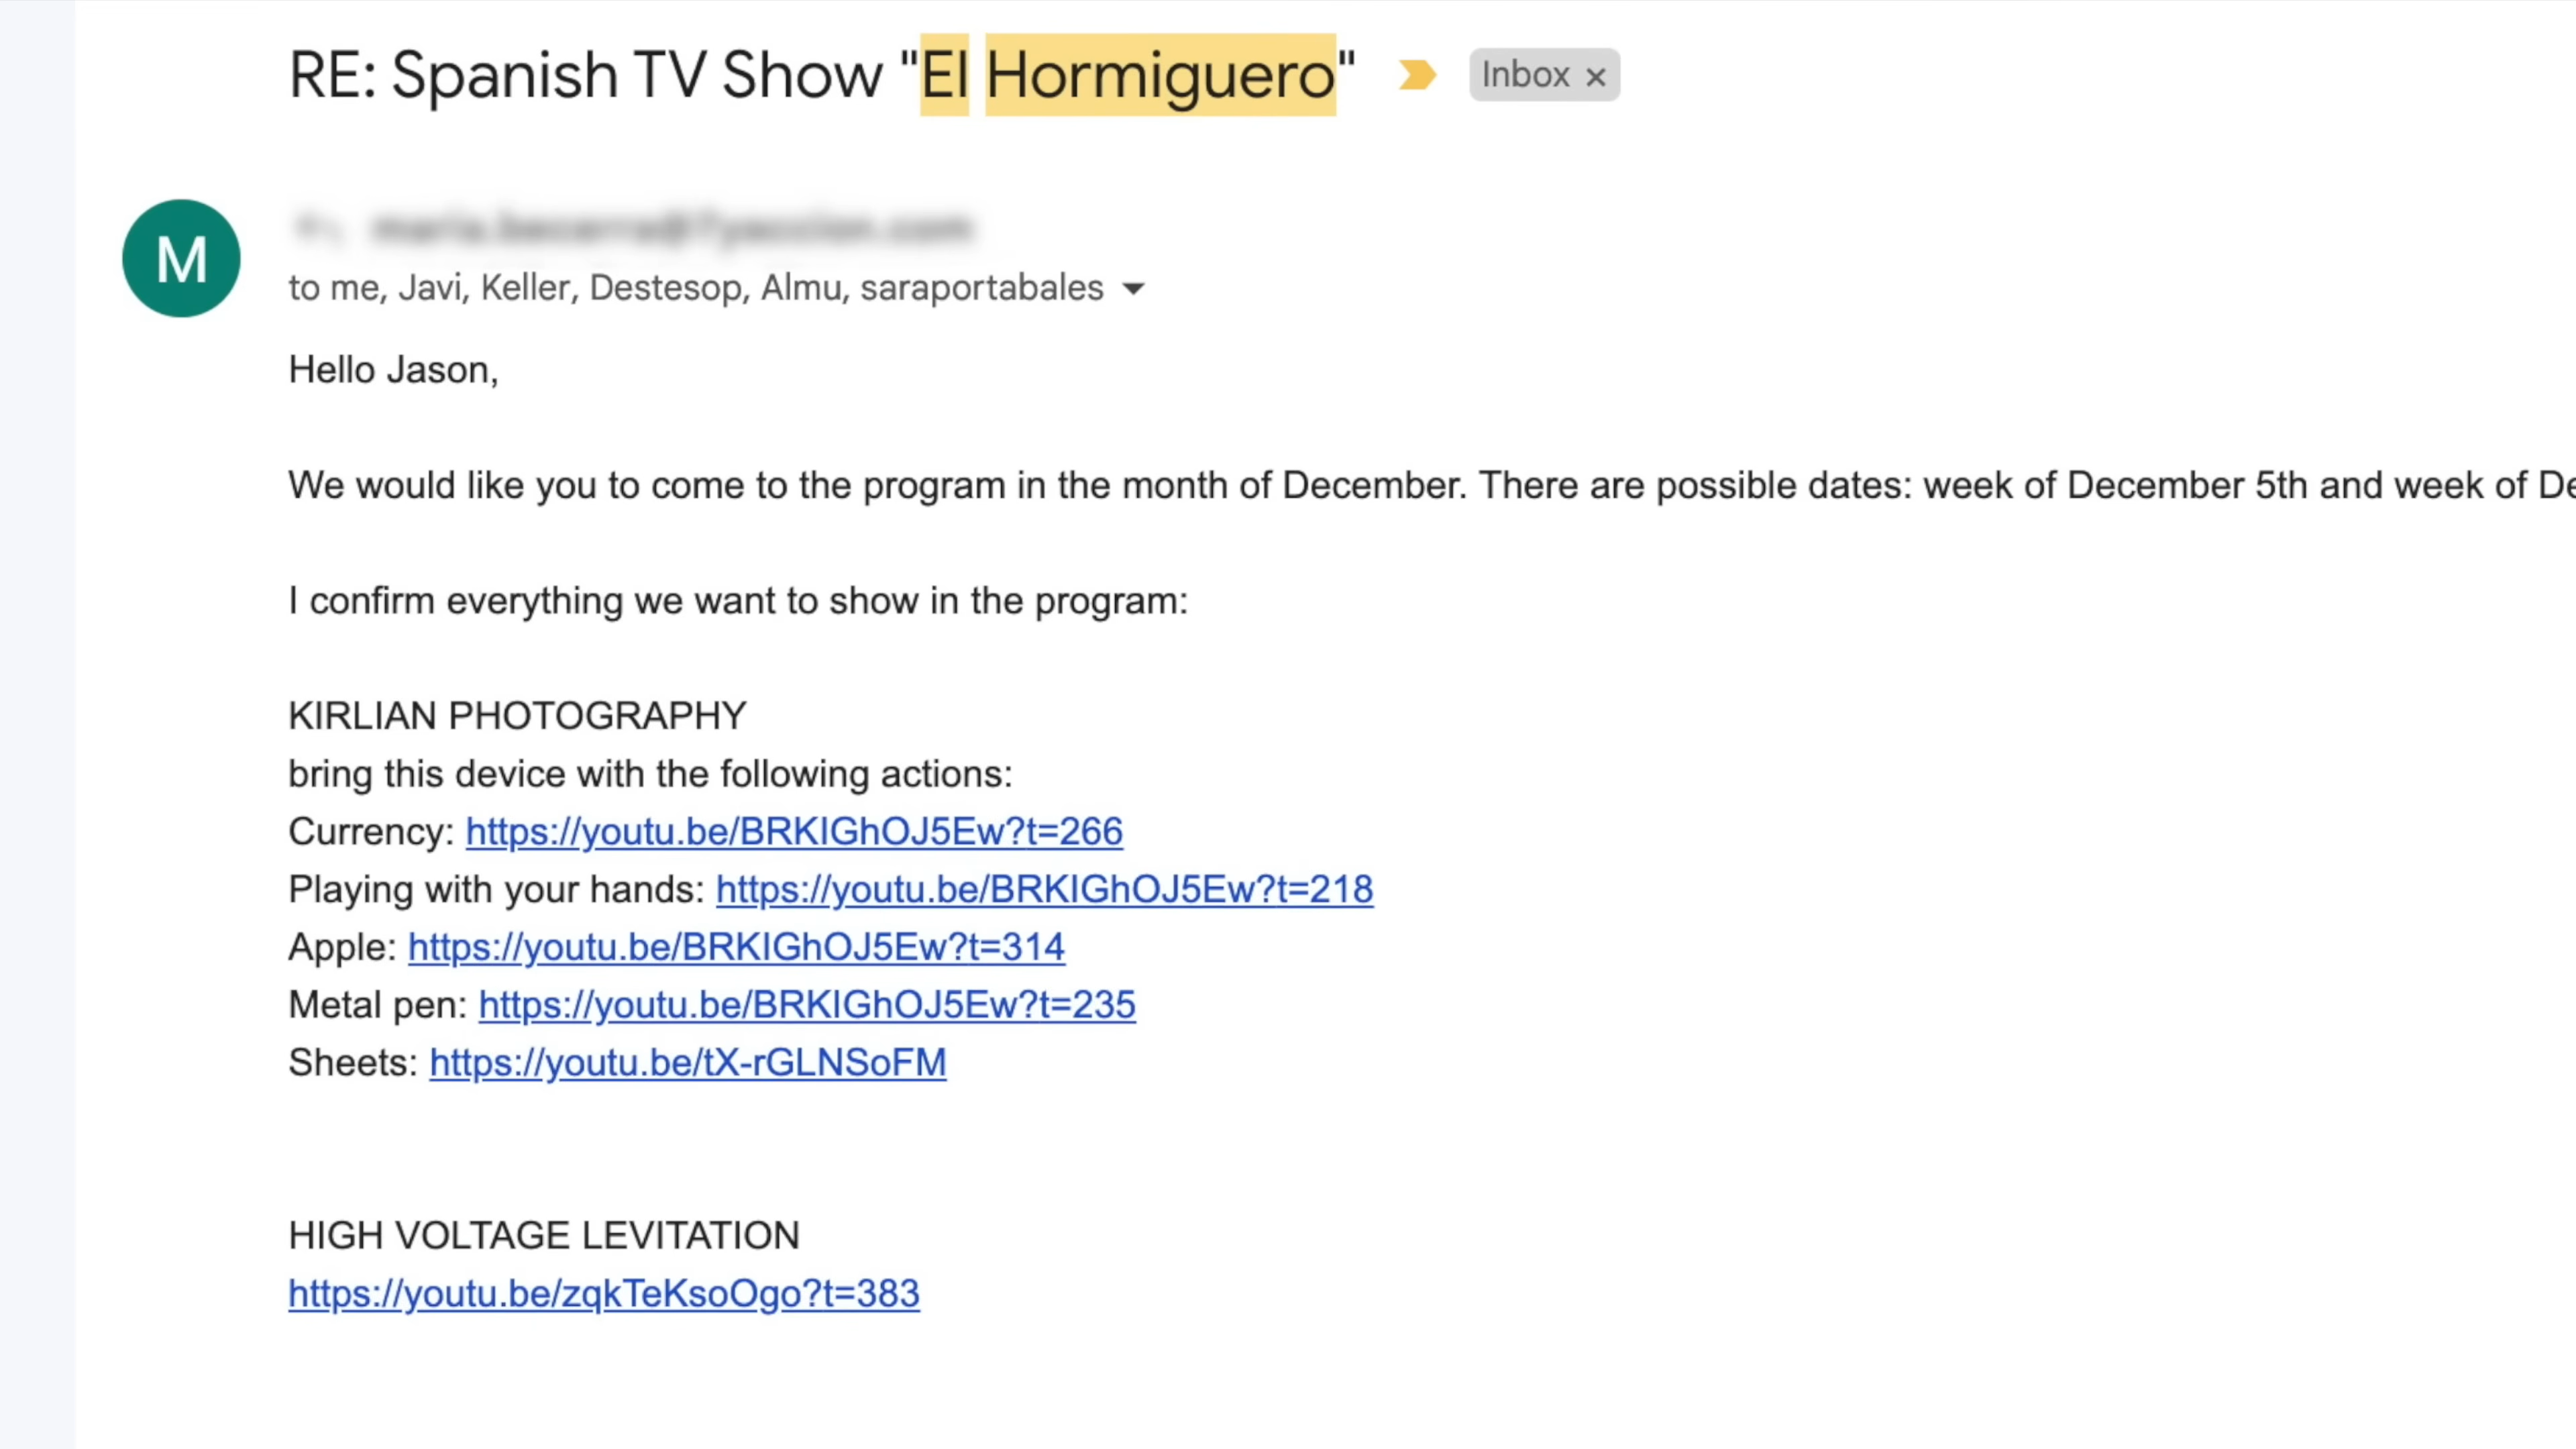 RE: Spanish TV Show "El Hormiguero" Inbox ×
M
to me, Javi, Keller, Destesop, Almu, saraportabales
Hello Jason,
We would like you to come to the program in the month of December. There are possible dates: week of December 5th and week of De
I confirm everything we want to show in the program:
KIRLIAN PHOTOGRAPHY
bring this device with the following actions:
Currency: https://youtu.be/BRKIGhOJ5Ew?t=266
Playing with your hands: https://youtu.be/BRKIGhOJ5Ew?t=218
Apple: https://youtu.be/BRKIGhOJ5Ew?t=314
Metal pen: https://youtu.be/BRKIGhOJ5Ew?t=235
Sheets: https://youtu.be/tX-rGLNSoFM
HIGH VOLTAGE LEVITATION
https://youtu.be/zqkTeKsoOgo?t=383